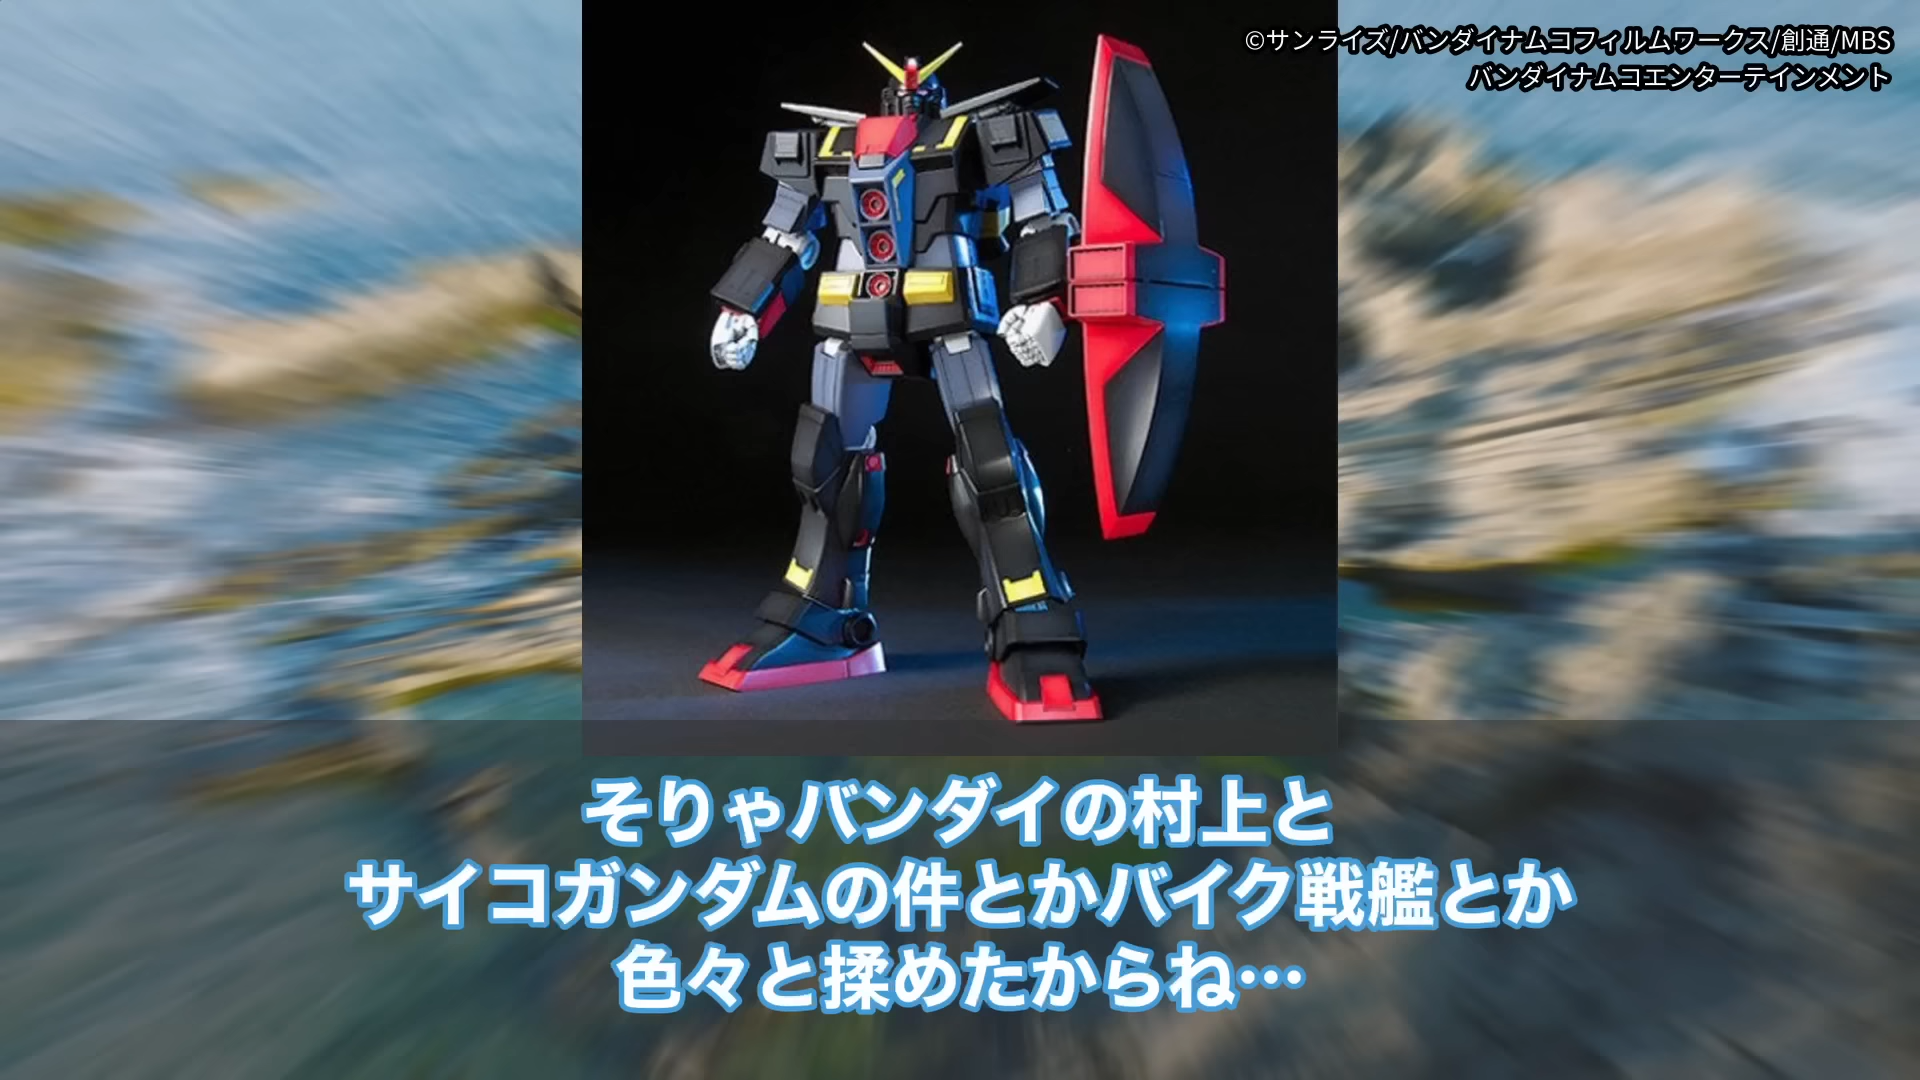 ©サンライズ/バンダイナムコフィルムワークス/創通/MBS
バンダイナムコエンターテインメント
そりゃバンダイの村上と
サイコガンダムの件とかバイク戦艦とか
色々と揉めたからね…